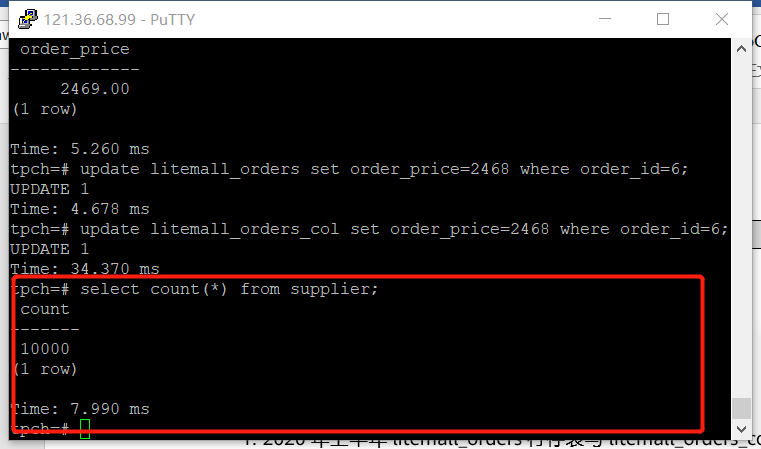 121.36.68.99 - PuTTY
order_price
-------------
2469.00
(1 row)
Time: 5.260 ms
tpch=# update litemall_orders set order_price=2468 where order_id=6;
UPDATE 1
Time: 4.678 ms
tpch=# update litemall_orders_col set order_price=2468 where order_id=6;
UPDATE 1
Time: 34.370 ms
tpch=# select count(*) from supplier;
count
-------
10000
(1 row)
Time: 7.990 ms
tpch=#